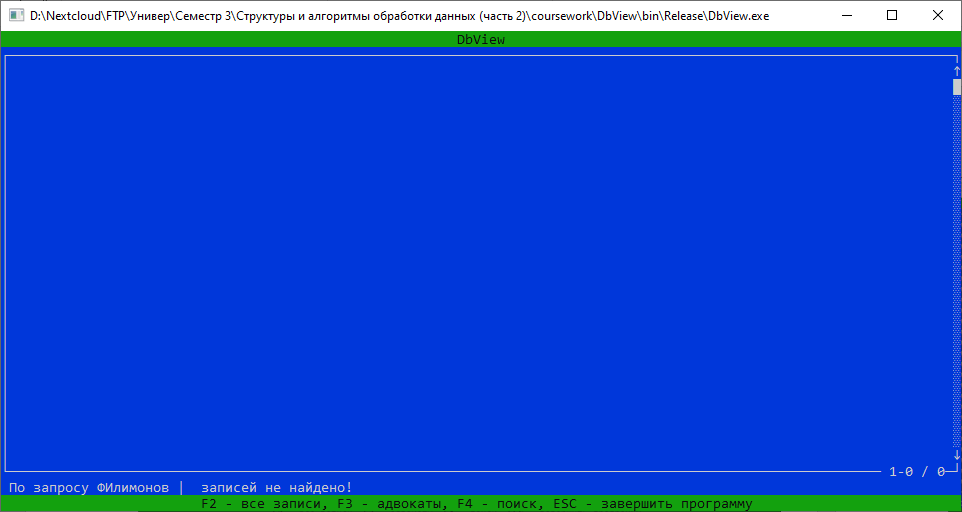 D:\Nextcloud\FTP\Универ\Семестр 3\Структуры и алгоритмы обработки данных (часть 2)\coursework\DbView\bin\Release\DbView.exe
DbView
1-0 / 0
По запросу ФИлимонов |  записей не найдено!
F2 - все записи, F3 - адвокаты, F4 - поиск, ESC - завершить программу